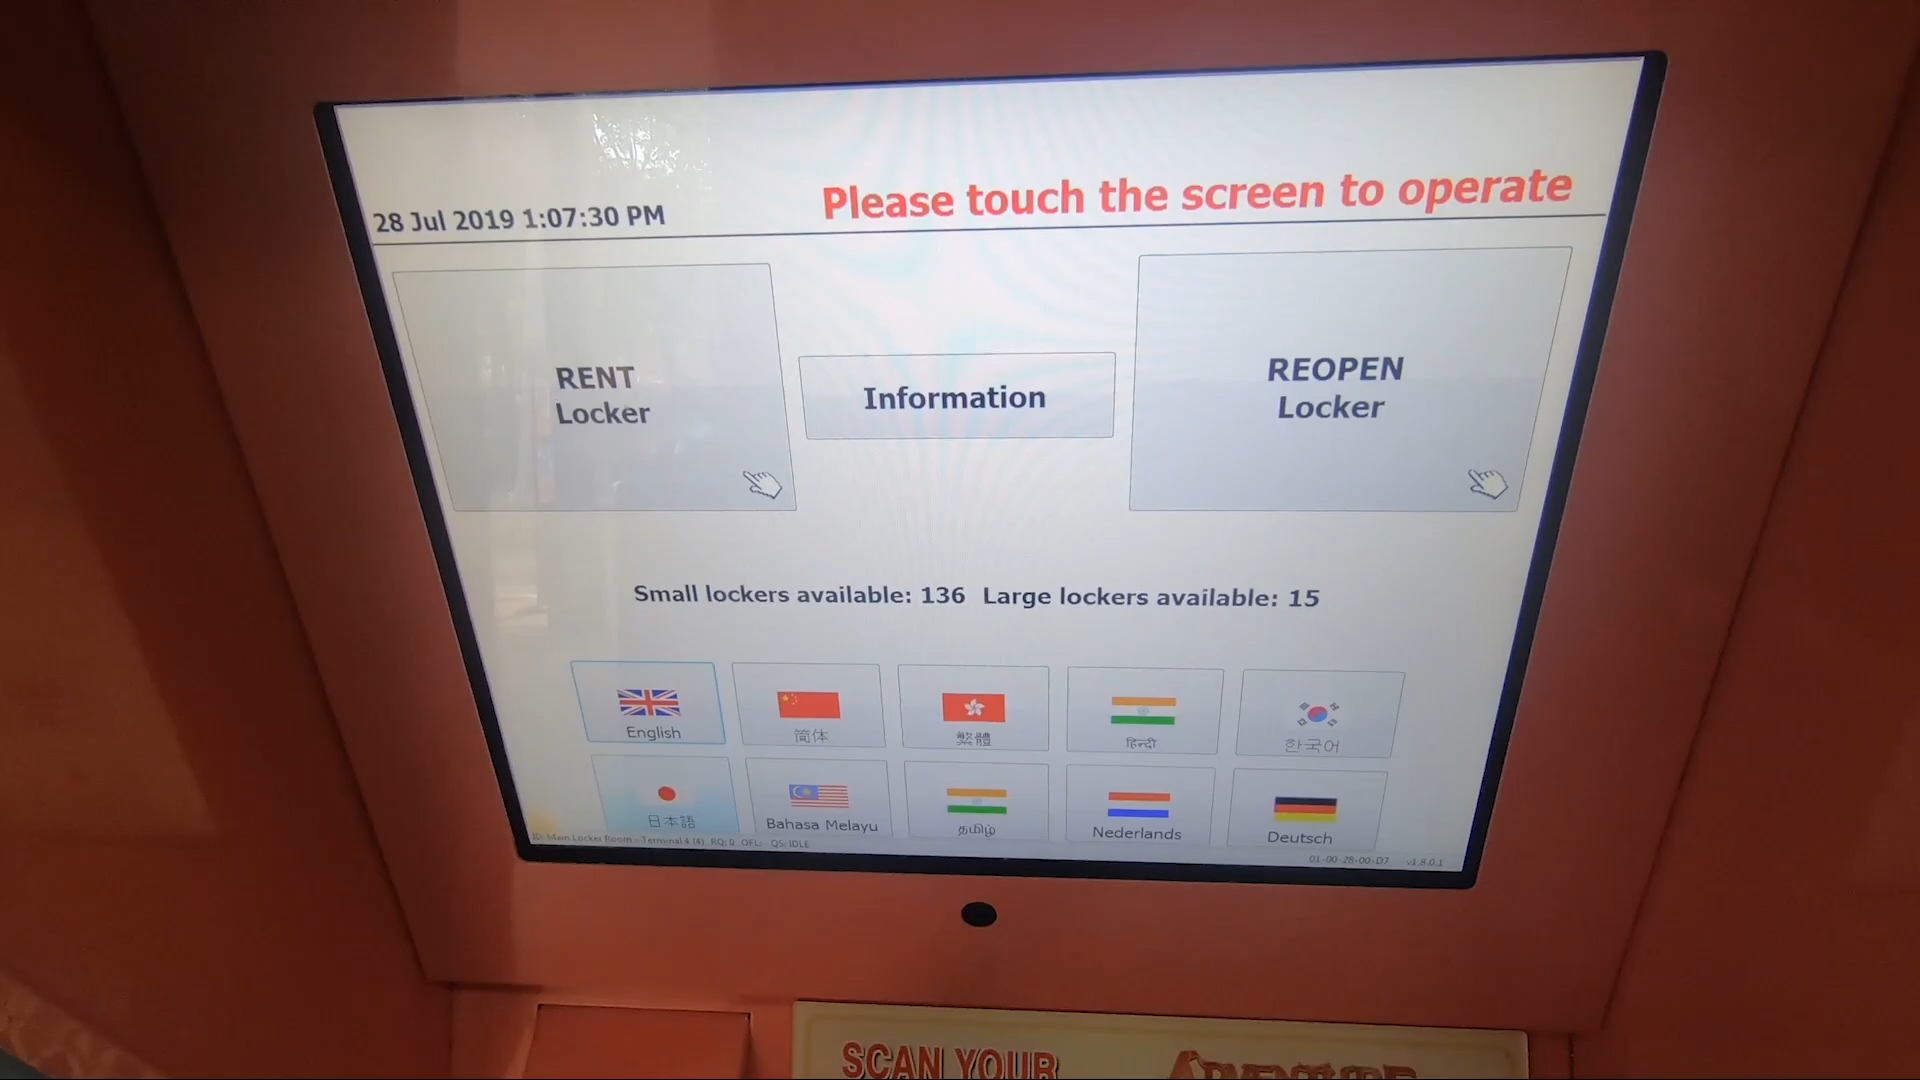 Please touch the screen to operate
28 Jul 2019 1:07:30 PM
RENT
Locker
Information
REOPEN
Locker
Small lockers available: 136 Large lockers available: 15
English
简体
繁體
हिन्दी
한국어
日本語
Bahasa Melayu
தமிழ்
Nederlands
Deutsch
ID: Main Locker Room - Terminal 4 (4) RQ: 0 OFL: QS: IDLE
01-00-28-00-D7 v1.8.0.1
SCAN YOUR
ADVENTURE